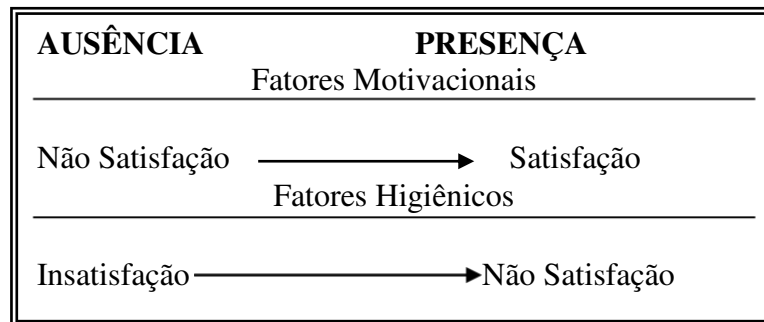 AUSÊNCIA PRESENÇA
Fatores Motivacionais
Não Satisfação Satisfação
Fatores Higiênicos
Insatisfação Não Satisfação